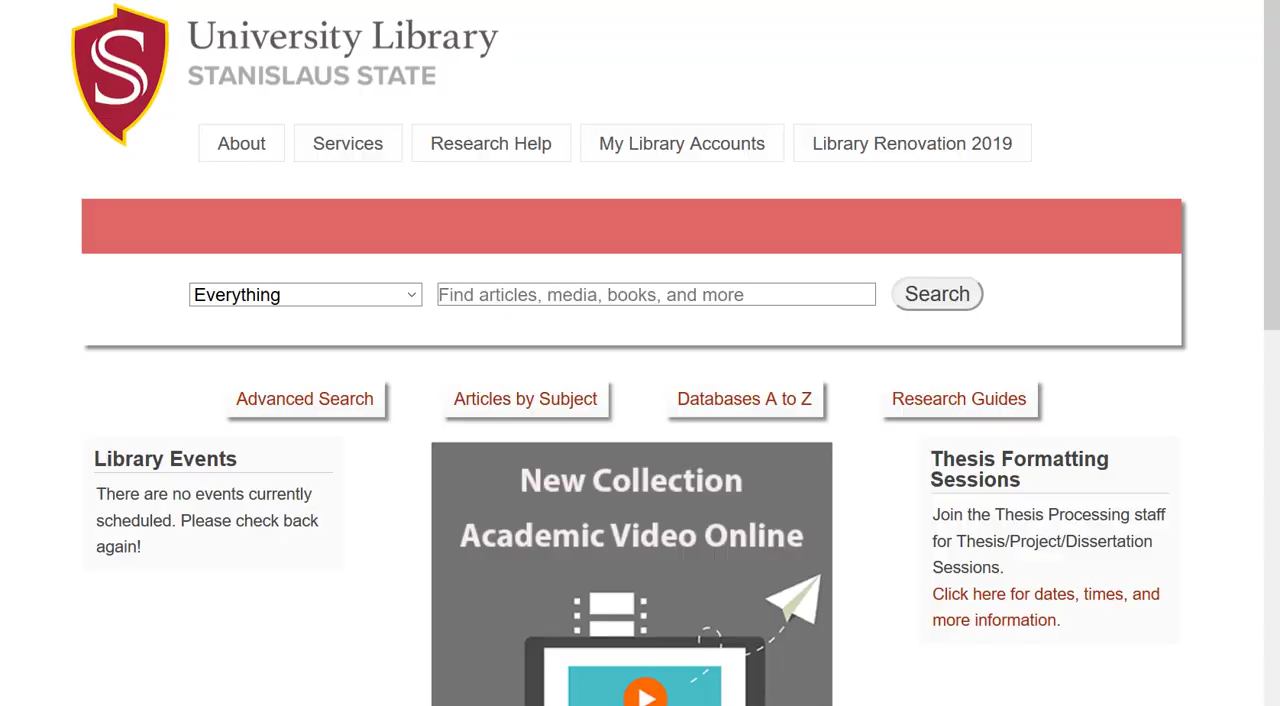 S
University Library
STANISLAUS STATE
About
Services
Research Help
My Library Accounts
Library Renovation 2019
Everything
Find articles, media, books, and more
Search
Advanced Search
Articles by Subject
Databases A to Z
Research Guides
Library Events
There are no events currently
scheduled. Please check back
again!
New Collection
Academic Video Online
Thesis Formatting
Sessions
Join the Thesis Processing staff
for Thesis/Project/Dissertation
Sessions.
Click here for dates, times, and
more information.